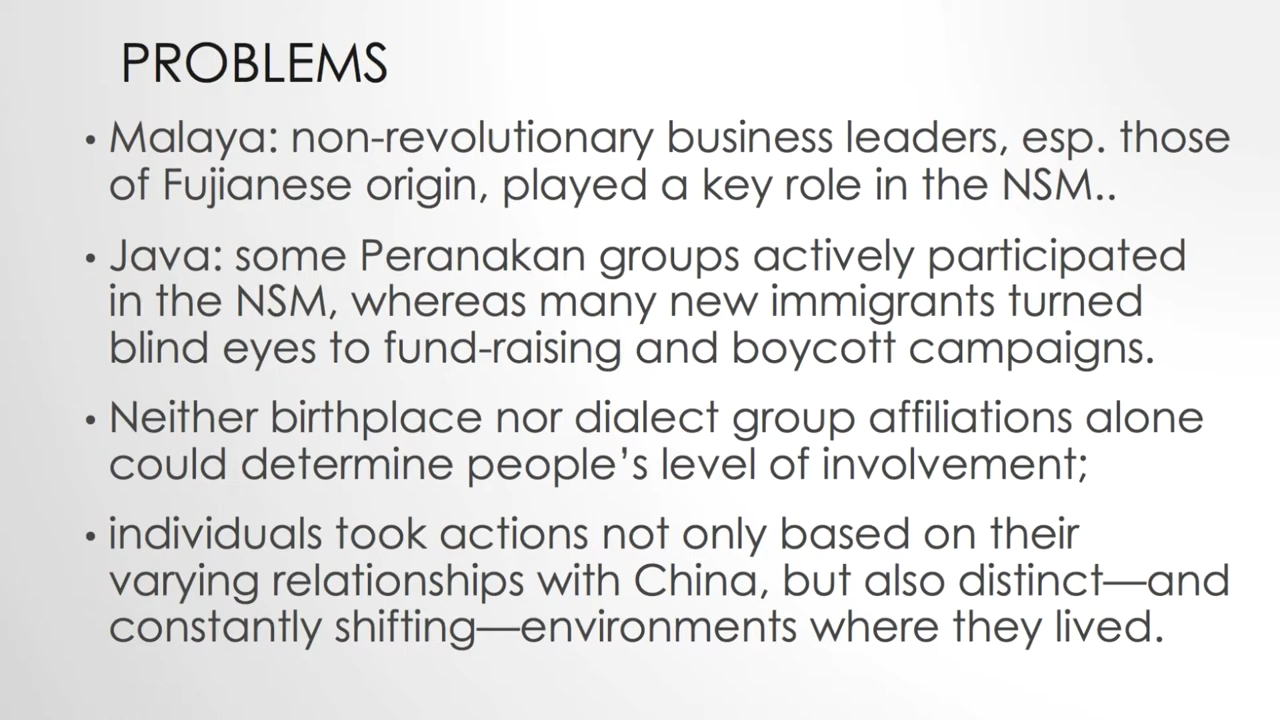 PROBLEMS
• Malaya: non-revolutionary business leaders, esp. those
of Fujianese origin, played a key role in the NSM..
• Java: some Peranakan groups actively participated
in the NSM, whereas many new immigrants turned
blind eyes to fund-raising and boycott campaigns.
• Neither birthplace nor dialect group affiliations alone
could determine people’s level of involvement;
• individuals took actions not only based on their
varying relationships with China, but also distinct—and
constantly shifting—environments where they lived.